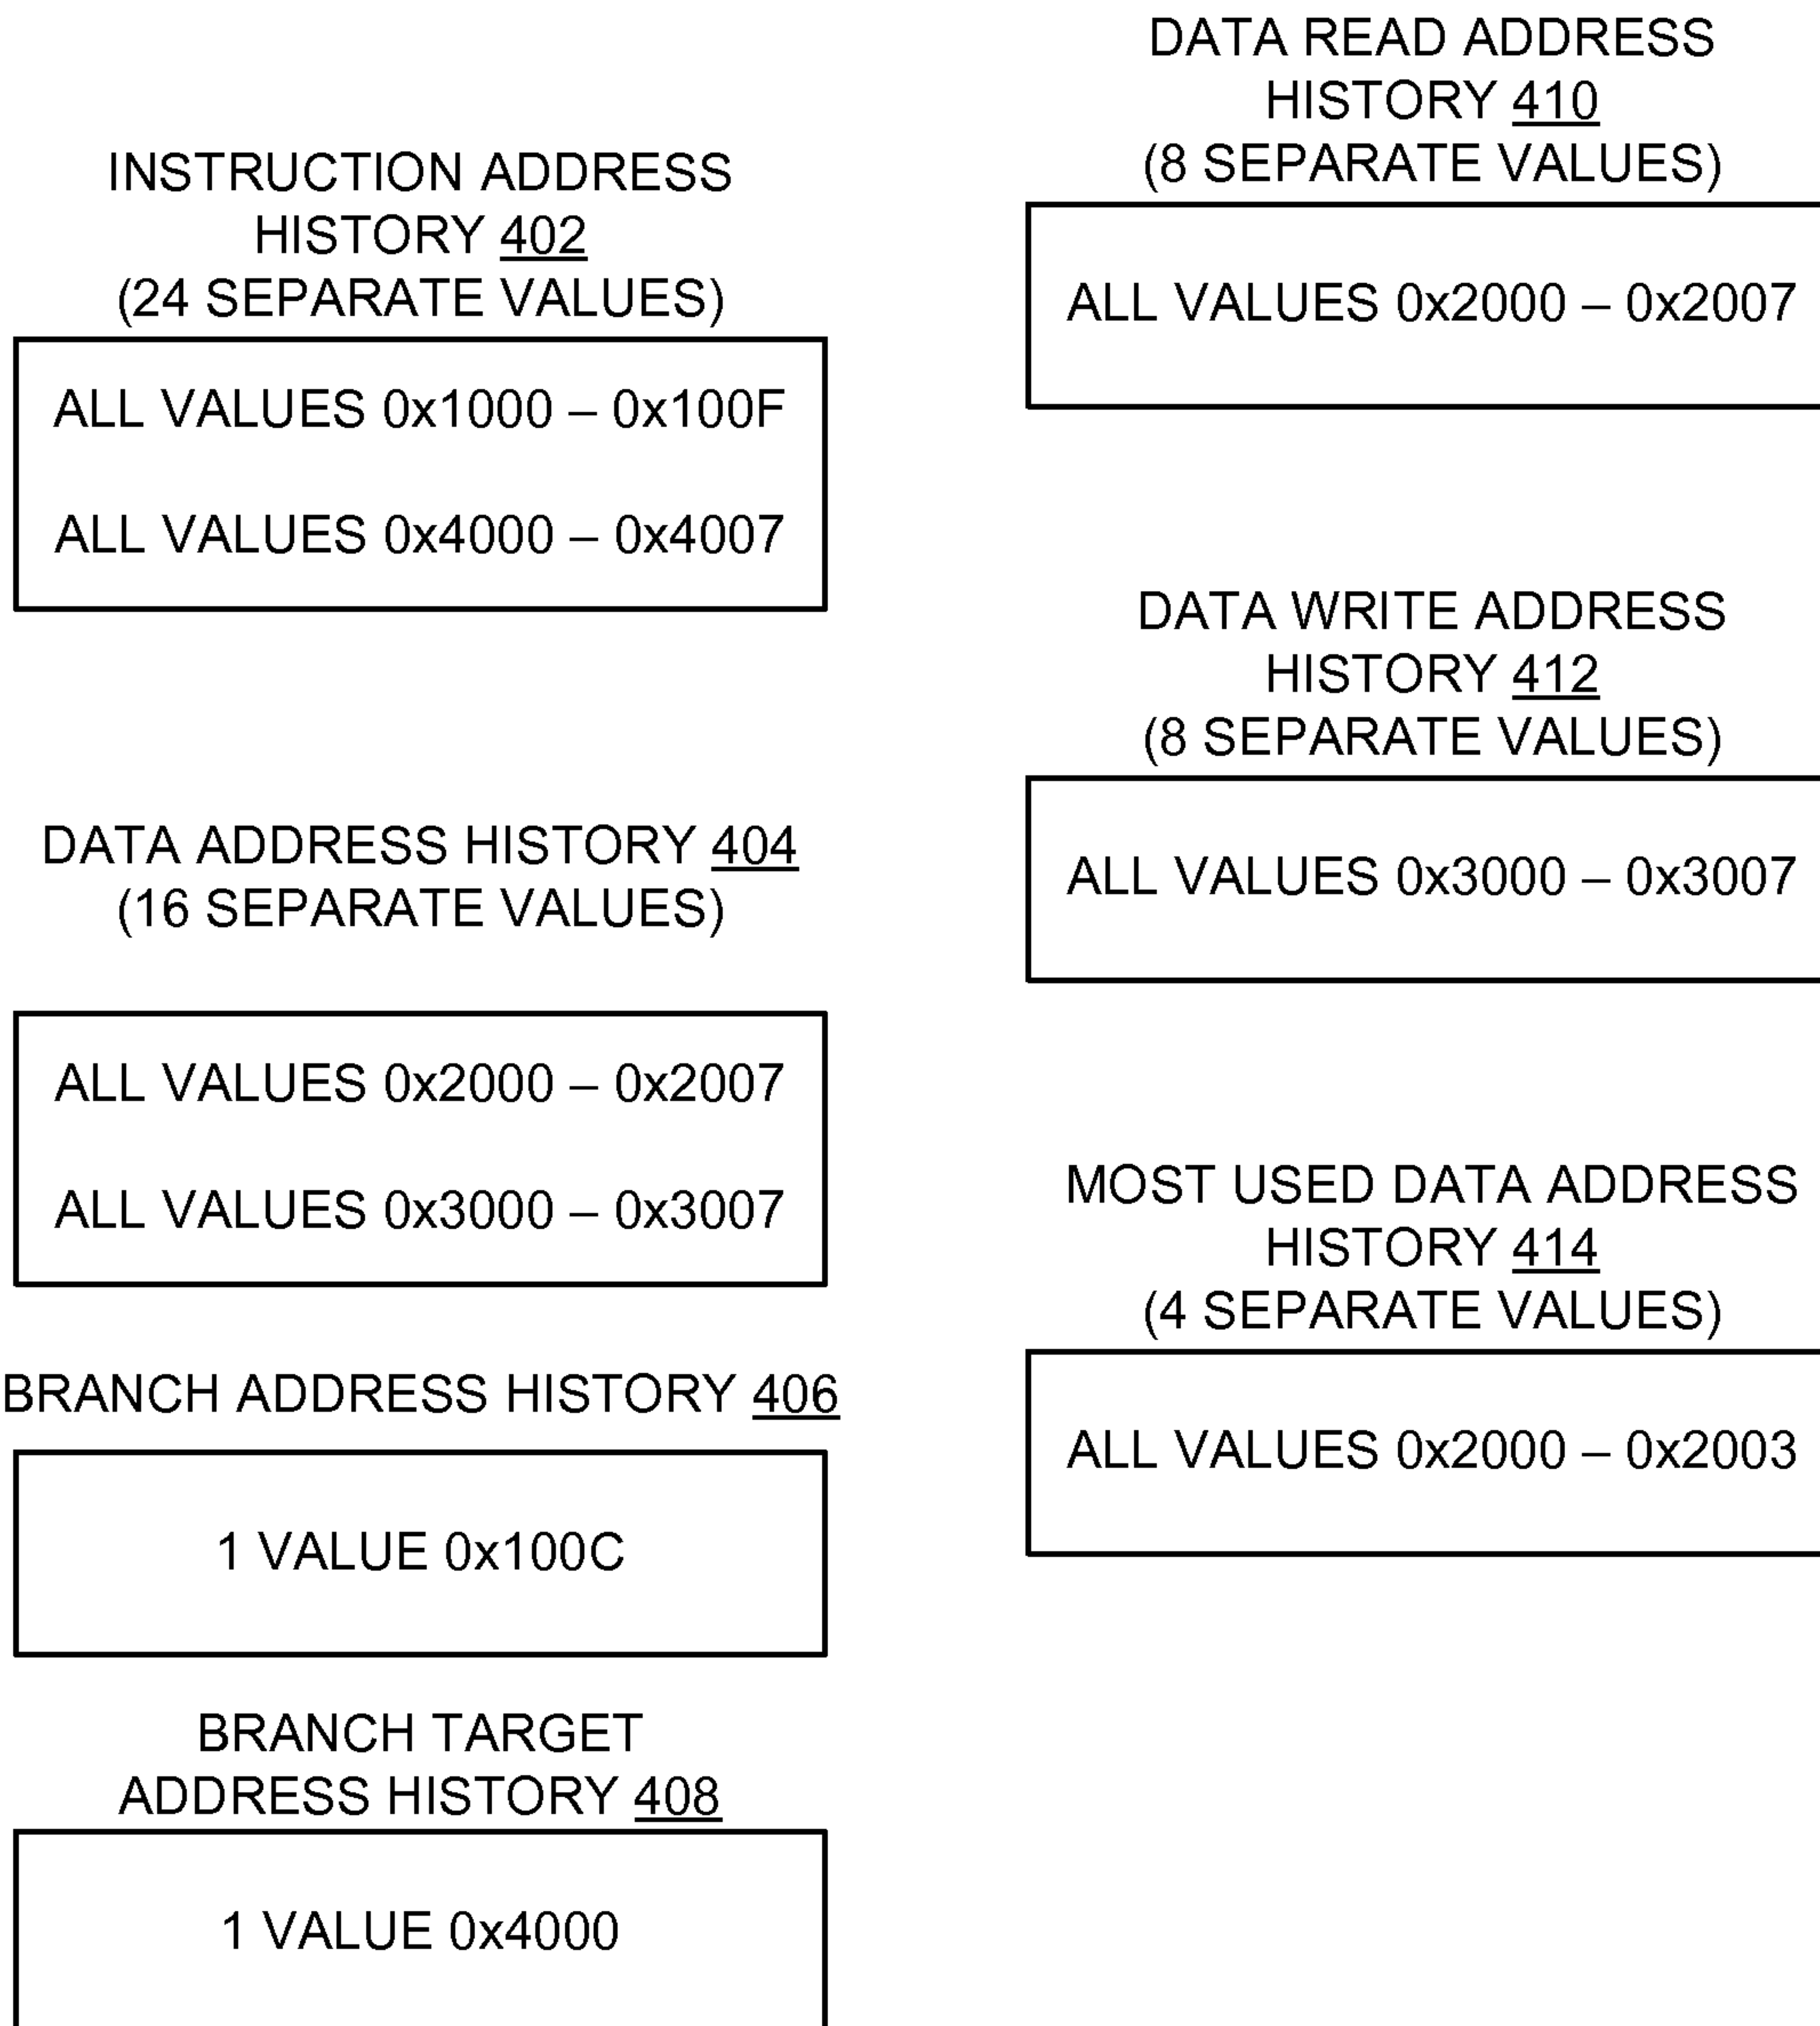 INSTRUCTION ADDRESS
HISTORY 402
(24 SEPARATE VALUES)
ALL VALUES 0x1000 – 0x100F
ALL VALUES 0x4000 – 0x4007
DATA ADDRESS HISTORY 404
(16 SEPARATE VALUES)
ALL VALUES 0x2000 – 0x2007
ALL VALUES 0x3000 – 0x3007
BRANCH ADDRESS HISTORY 406
1 VALUE 0x100C
BRANCH TARGET
ADDRESS HISTORY 408
1 VALUE 0x4000
DATA READ ADDRESS
HISTORY 410
(8 SEPARATE VALUES)
ALL VALUES 0x2000 – 0x2007
DATA WRITE ADDRESS
HISTORY 412
(8 SEPARATE VALUES)
ALL VALUES 0x3000 – 0x3007
MOST USED DATA ADDRESS
HISTORY 414
(4 SEPARATE VALUES)
ALL VALUES 0x2000 – 0x2003